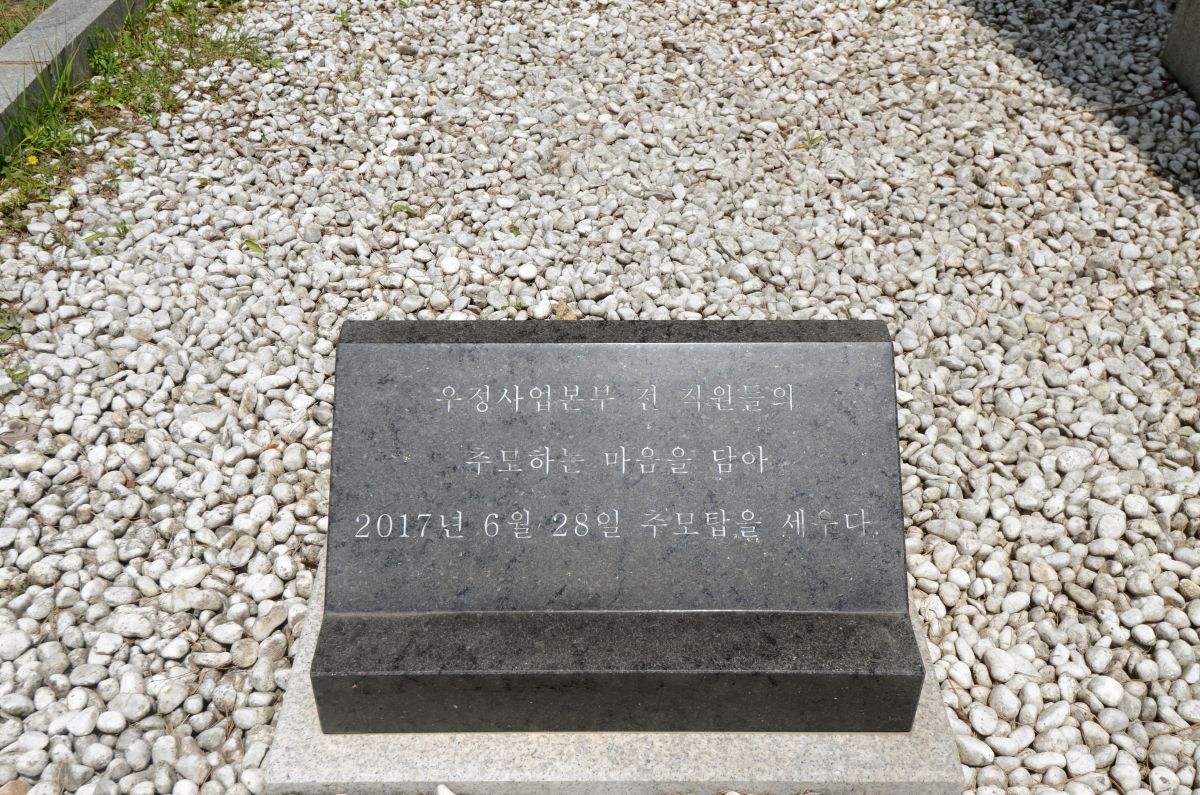 우정사업본부 전 직원들의
추모하는 마음을 담아
2017년 6월 28일 추모탑을 세우다.